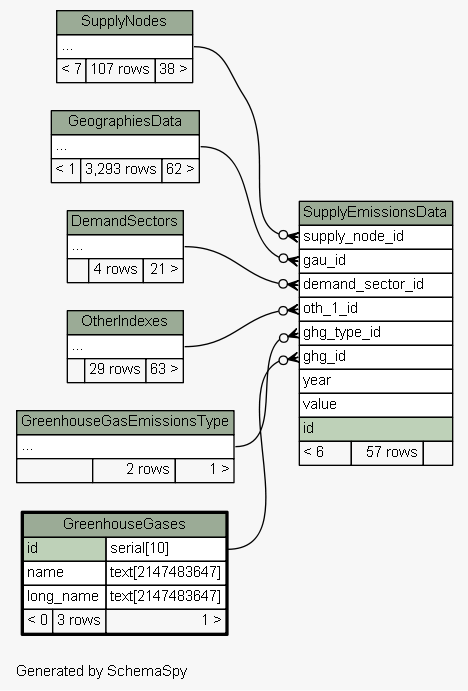 SupplyNodes
...
< 7 107 rows 38 >
GeographiesData
...
< 1 3,293 rows 62 >
DemandSectors
...
4 rows 21 >
OtherIndexes
...
29 rows 63 >
GreenhouseGasEmissionsType
...
2 rows 1 >
GreenhouseGases
id serial[10]
name text[2147483647]
long_name text[2147483647]
< 0 3 rows 1 >
SupplyEmissionsData
supply_node_id
gau_id
demand_sector_id
oth_1_id
ghg_type_id
ghg_id
year
value
id
< 6 57 rows
Generated by SchemaSpy